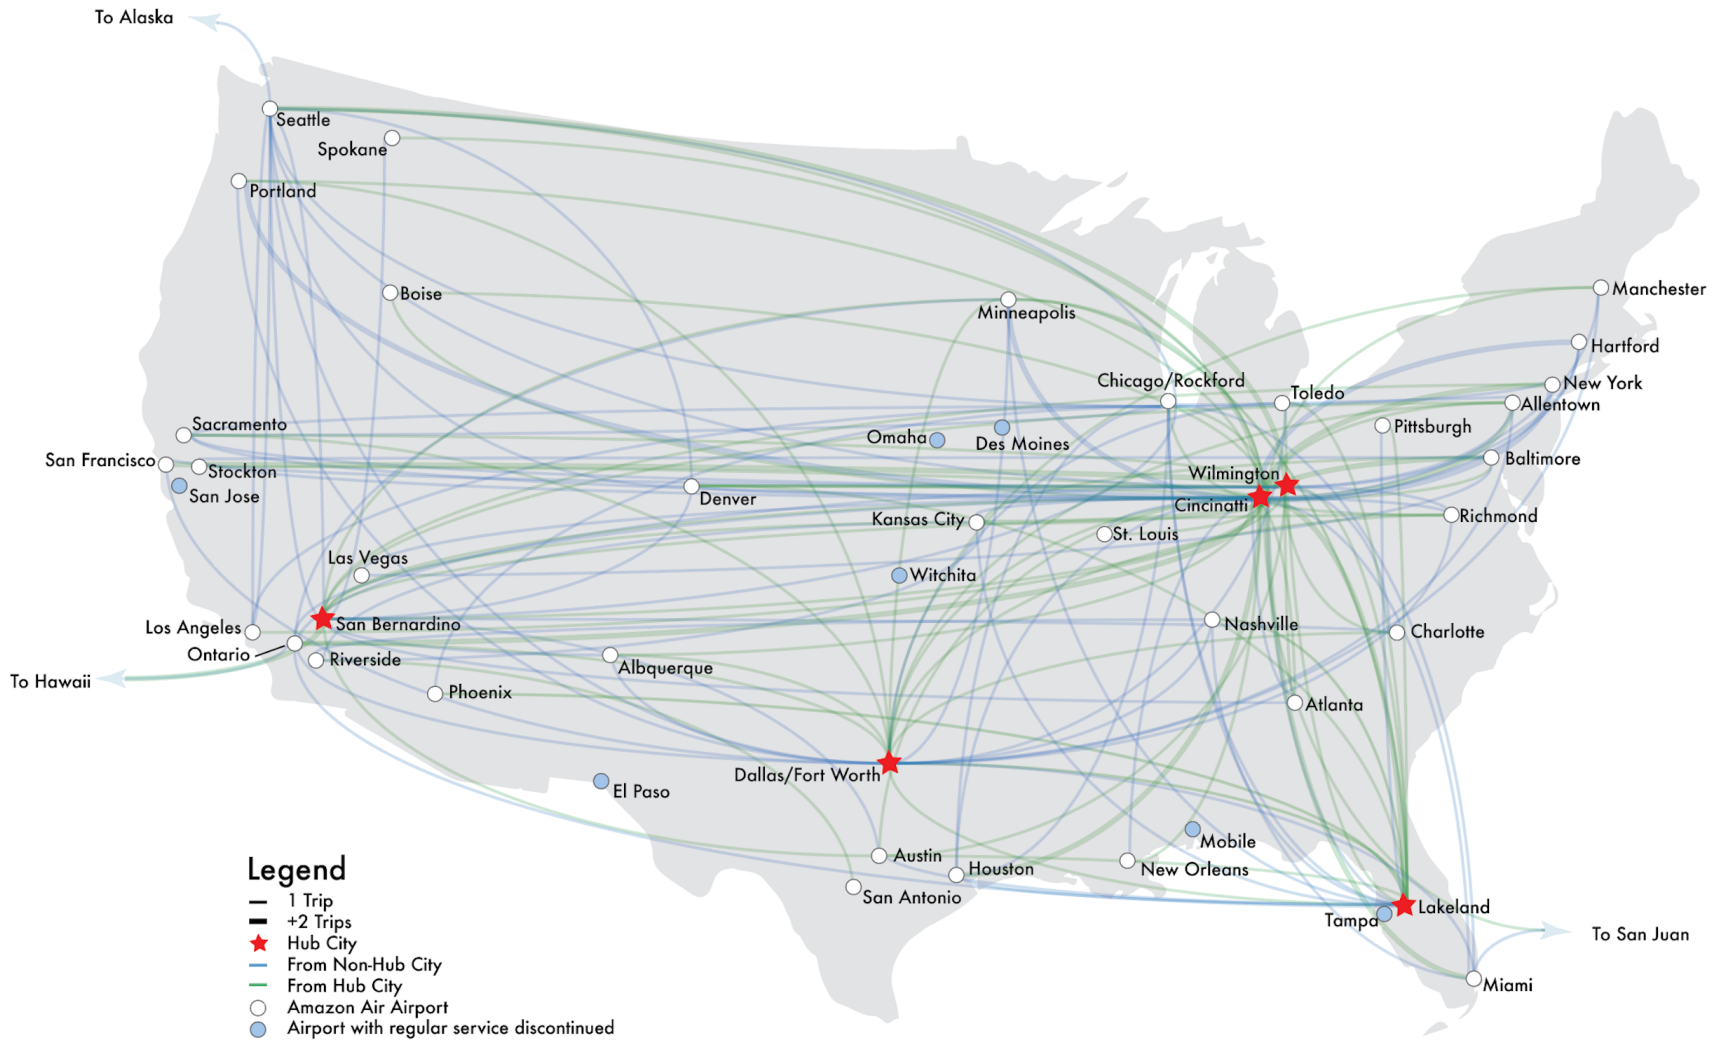 To Alaska
Seattle
Spokane
Portland
Boise
Minneapolis
Manchester
Hartford
Chicago/Rockford
New York
Toledo
Allentown
Sacramento
Pittsburgh
Omaha
Des Moines
San Francisco
Baltimore
Stockton
Wilmington
San Jose
Denver
Cincinatti
Kansas City
Richmond
St. Louis
Las Vegas
Witchita
San Bernardino
Nashville
Los Angeles
Charlotte
Ontario
Riverside
Albquerque
To Hawaii
Phoenix
Atlanta
Dallas/Fort Worth
El Paso
Mobile
Austin
Houston
New Orleans
San Antonio
Lakeland
Tampa
To San Juan
Miami
Legend
1 Trip
+2 Trips
Hub City
From Non-Hub City
From Hub City
Amazon Air Airport
Airport with regular service discontinued